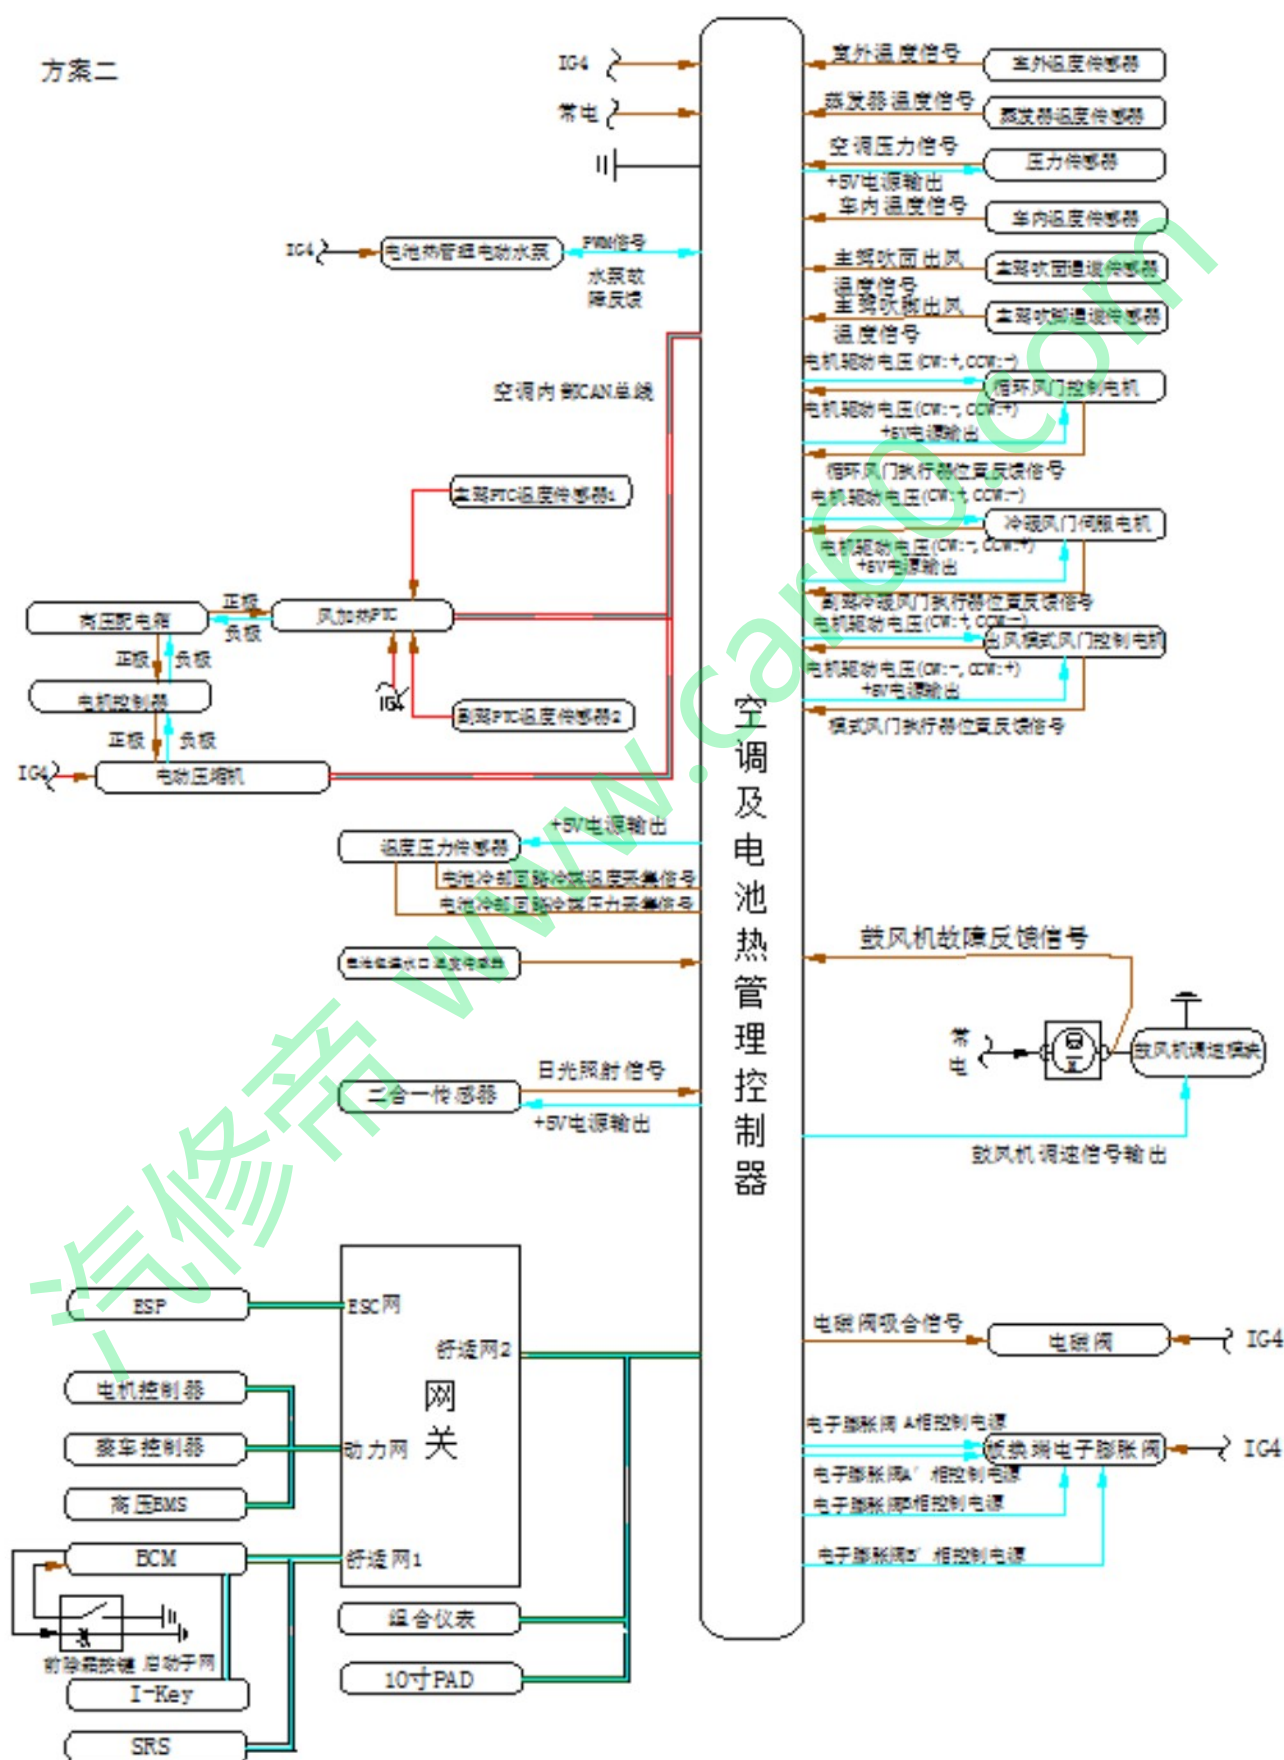 方案二
IG4
常电
室外温度信号
车外温度传感器
蒸发器温度信号
蒸发器温度传感器
空调压力信号
压力传感器
+5V电源输出
车内温度信号
车内温度传感器
IG4
电池热管理电动水泵
PWM信号
水泵故
障反馈
主驾吹面出风
温度信号
主驾吹面通道传感器
主驾吹脚出风
温度信号
主驾吹脚通道传感器
空调内部CAN总线
电机驱动电压(CW:+,CCW:-)
循环风门控制电机
电机驱动电压(CW:-,CCW:+)
+5V电源输出
循环风门执行器位置反馈信号
电机驱动电压(CW:+,CCW:-)
冷暖风门伺服电机
电机驱动电压(CW:-,CCW:+)
+5V电源输出
副驾冷暖风门执行器位置反馈信号
电机驱动电压(CW:+,CCW:-)
出风模式风门控制电机
电机驱动电压(CW:-,CCW:+)
+5V电源输出
模式风门执行器位置反馈信号
主驾PTC温度传感器1
高压配电箱
正极
负极
风加热PTC
正极
负极
IG4
电机控制器
副驾PTC温度传感器2
正极
负极
IG4
电动压缩机
空调及电池热管理控制器
+5V电源输出
温度压力传感器
电池冷却回路冷媒温度采集信号
电池冷却回路冷媒压力采集信号
鼓风机故障反馈信号
常电
鼓风机调速模块
二合一传感器
日光照射信号
+5V电源输出
鼓风机调速信号输出
ESP
ESC网
舒适网2
网关
电机控制器
整车控制器
动力网
高压BMS
BCM
舒适网1
前除霜按键
启动子网
I-Key
SRS
组合仪表
10寸PAD
电磁阀吸合信号
电磁阀
IG4
电子膨胀阀 A相控制电源
板换端电子膨胀阀
IG4
电子膨胀阀A′相控制电源
电子膨胀阀B相控制电源
电子膨胀阀B′相控制电源
汽修帝 www.car60.com